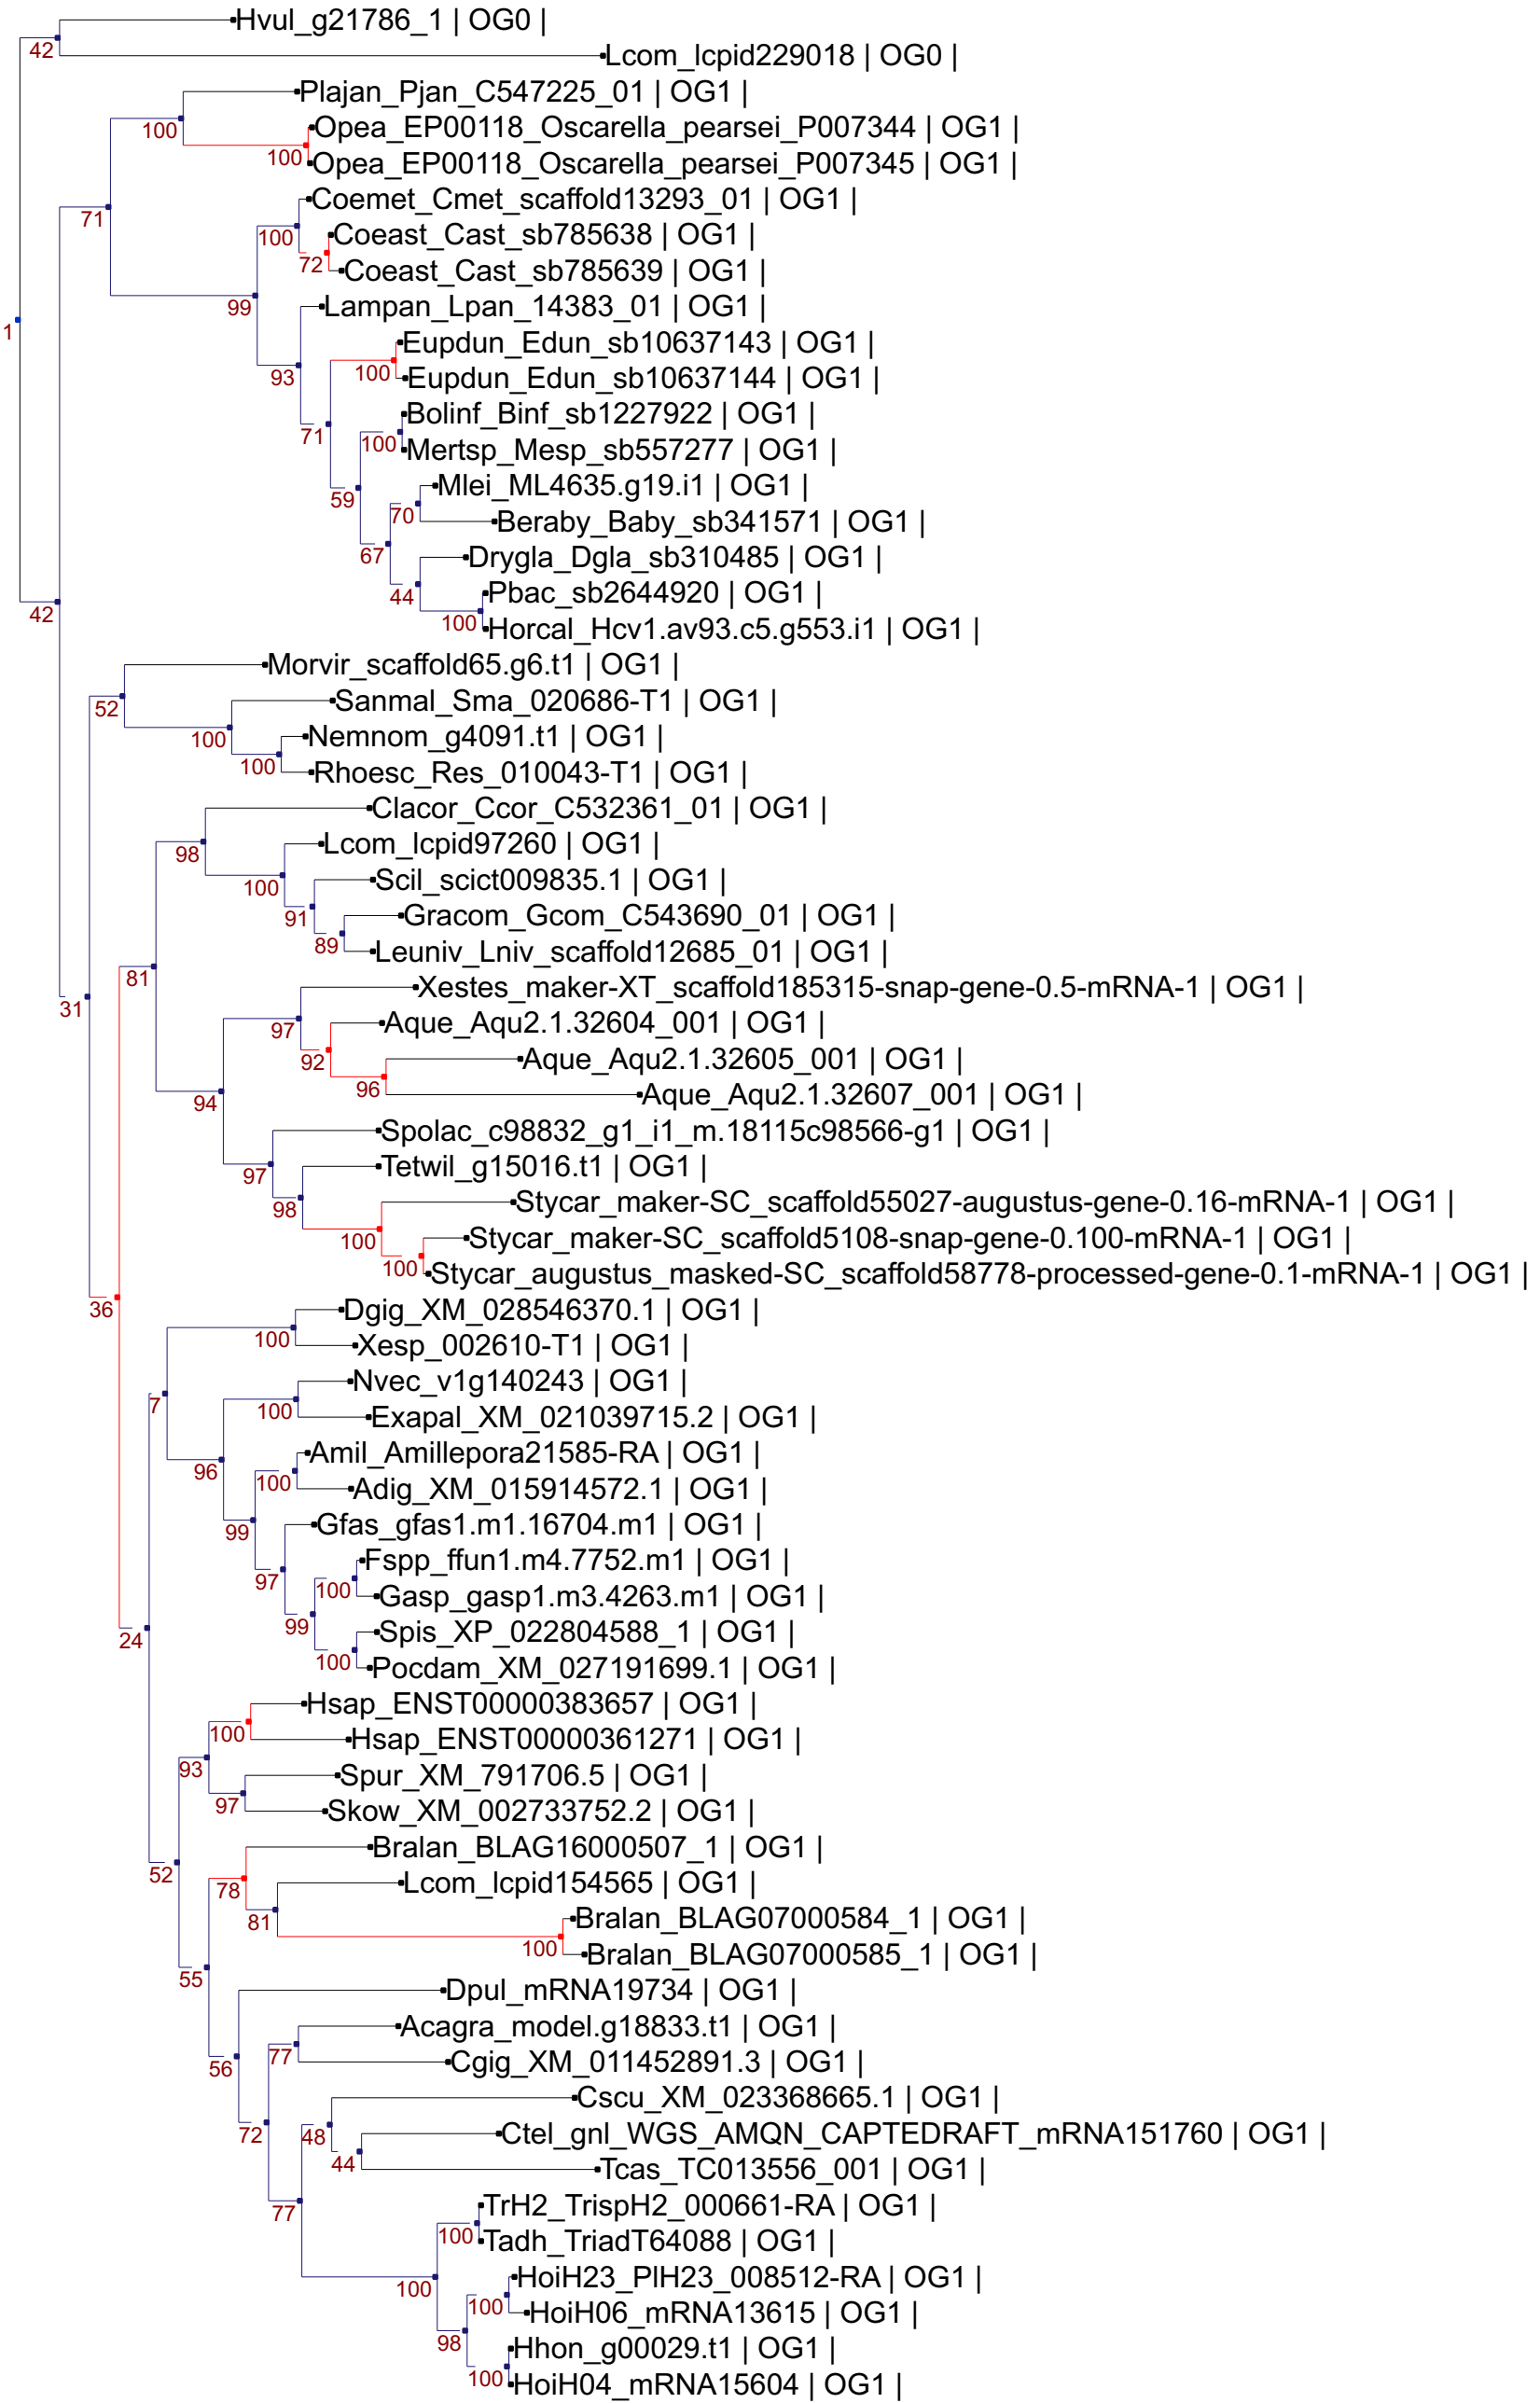 Hvul_g21786_1 | OG0 |
42
Lcom_lcpid229018 | OG0 |
Plajan_Pjan_C547225_01 | OG1 |
100
Opea_EP00118_Oscarella_pearsei_P007344 | OG1 |
100
Opea_EP00118_Oscarella_pearsei_P007345 | OG1 |
Coemet_Cmet_scaffold13293_01 | OG1 |
71
100
Coeast_Cast_sb785638 | OG1 |
72
Coeast_Cast_sb785639 | OG1 |
99
Lampan_Lpan_14383_01 | OG1 |
1
Eupdun_Edun_sb10637143 | OG1 |
93
100
Eupdun_Edun_sb10637144 | OG1 |
Bolinf_Binf_sb1227922 | OG1 |
71
100
Mertsp_Mesp_sb557277 | OG1 |
Mlei_ML4635.g19.i1 | OG1 |
59
70
Beraby_Baby_sb341571 | OG1 |
67
Drygla_Dgla_sb310485 | OG1 |
44
Pbac_sb2644920 | OG1 |
42
100
Horcal_Hcv1.av93.c5.g553.i1 | OG1 |
Morvir_scaffold65.g6.t1 | OG1 |
52
Sanmal_Sma_020686-T1 | OG1 |
100
Nemnom_g4091.t1 | OG1 |
100
Rhoesc_Res_010043-T1 | OG1 |
Clacor_Ccor_C532361_01 | OG1 |
98
Lcom_lcpid97260 | OG1 |
100
Scil_scict009835.1 | OG1 |
91
Gracom_Gcom_C543690_01 | OG1 |
89
Leuniv_Lniv_scaffold12685_01 | OG1 |
81
Xestes_maker-XT_scaffold185315-snap-gene-0.5-mRNA-1 | OG1 |
31
97
Aque_Aqu2.1.32604_001 | OG1 |
92
Aque_Aqu2.1.32605_001 | OG1 |
96
Aque_Aqu2.1.32607_001 | OG1 |
94
Spolac_c98832_g1_i1_m.18115c98566-g1 | OG1 |
97
Tetwil_g15016.t1 | OG1 |
98
Stycar_maker-SC_scaffold55027-augustus-gene-0.16-mRNA-1 | OG1 |
100
Stycar_maker-SC_scaffold5108-snap-gene-0.100-mRNA-1 | OG1 |
100
Stycar_augustus_masked-SC_scaffold58778-processed-gene-0.1-mRNA-1 | OG1 |
36
Dgig_XM_028546370.1 | OG1 |
100
Xesp_002610-T1 | OG1 |
Nvec_v1g140243 | OG1 |
7
100
Exapal_XM_021039715.2 | OG1 |
Amil_Amillepora21585-RA | OG1 |
96
100
Adig_XM_015914572.1 | OG1 |
99
Gfas_gfas1.m1.16704.m1 | OG1 |
Fspp_ffun1.m4.7752.m1 | OG1 |
97
100
Gasp_gasp1.m3.4263.m1 | OG1 |
99
24
Spis_XP_022804588_1 | OG1 |
100
Pocdam_XM_027191699.1 | OG1 |
Hsap_ENST00000383657 | OG1 |
100
Hsap_ENST00000361271 | OG1 |
93
Spur_XM_791706.5 | OG1 |
97
Skow_XM_002733752.2 | OG1 |
Bralan_BLAG16000507_1 | OG1 |
52
Lcom_lcpid154565 | OG1 |
78
Bralan_BLAG07000584_1 | OG1 |
81
100
Bralan_BLAG07000585_1 | OG1 |
55
Dpul_mRNA19734 | OG1 |
Acagra_model.g18833.t1 | OG1 |
56
77
Cgig_XM_011452891.3 | OG1 |
Cscu_XM_023368665.1 | OG1 |
72
48
Ctel_gnl_WGS_AMQN_CAPTEDRAFT_mRNA151760 | OG1 |
44
Tcas_TC013556_001 | OG1 |
77
TrH2_TrispH2_000661-RA | OG1 |
100
Tadh_TriadT64088 | OG1 |
100
HoiH23_PlH23_008512-RA | OG1 |
100
HoiH06_mRNA13615 | OG1 |
98
Hhon_g00029.t1 | OG1 |
100
HoiH04_mRNA15604 | OG1 |